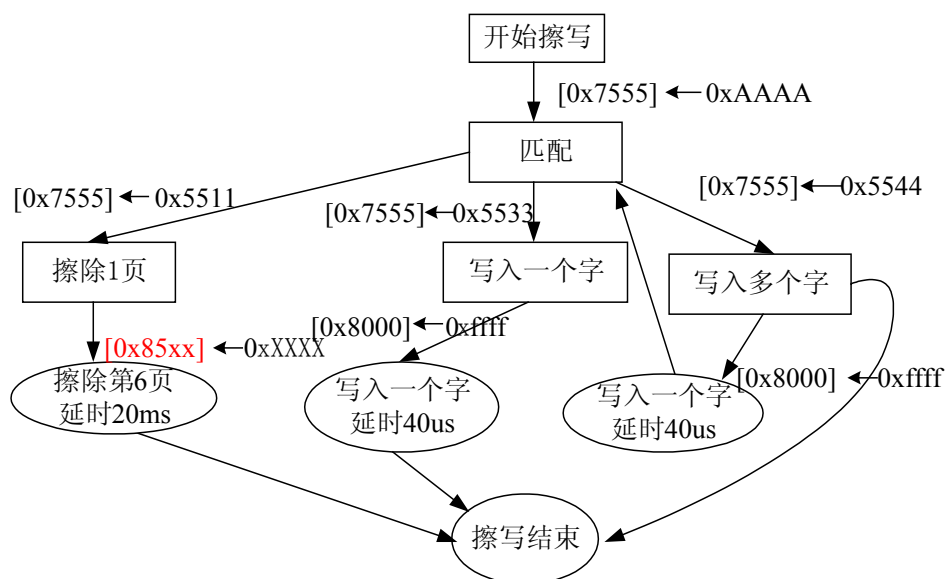 开始擦写
[0x7555] ← 0xAAAA
匹配
[0x7555] ← 0x5511
[0x7555] ← 0x5533
[0x7555] ← 0x5544
擦除1页
写入一个字
写入多个字
[0x85xx] ← 0xXXXX
[0x8000] ← 0xffff
[0x8000] ← 0xffff
擦除第6页
延时20ms
写入一个字
延时40us
写入一个字
延时40us
擦写结束